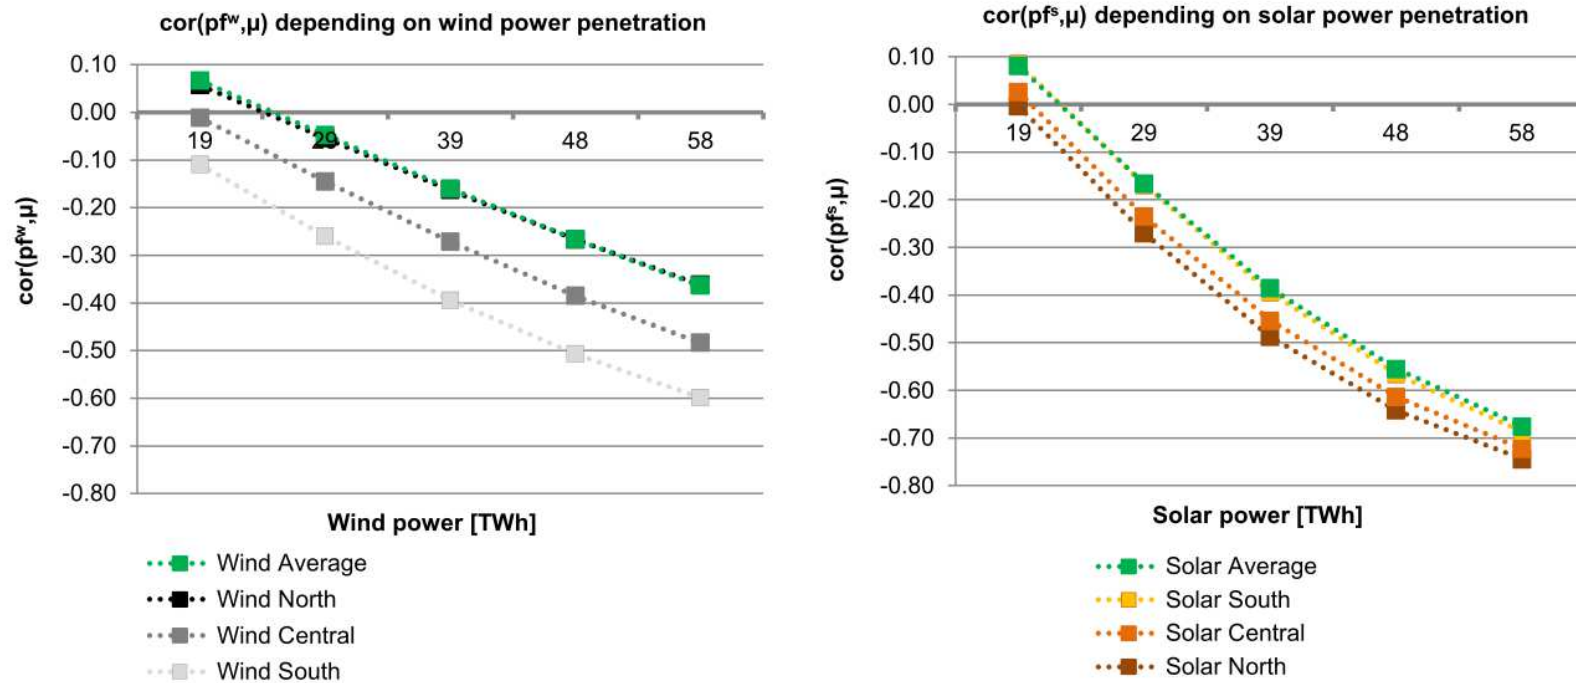 cor(pfʷ,μ) depending on wind power penetration
0.10
0.00
-0.10
-0.20
-0.30
-0.40
-0.50
-0.60
-0.70
-0.80
cor(pfʷ,μ)
19 29 39 48 58
Wind power [TWh]
Wind Average
Wind North
Wind Central
Wind South
cor(pfˢ,μ) depending on solar power penetration
0.10
0.00
-0.10
-0.20
-0.30
-0.40
-0.50
-0.60
-0.70
-0.80
cor(pfˢ,μ)
19 29 39 48 58
Solar power [TWh]
Solar Average
Solar South
Solar Central
Solar North